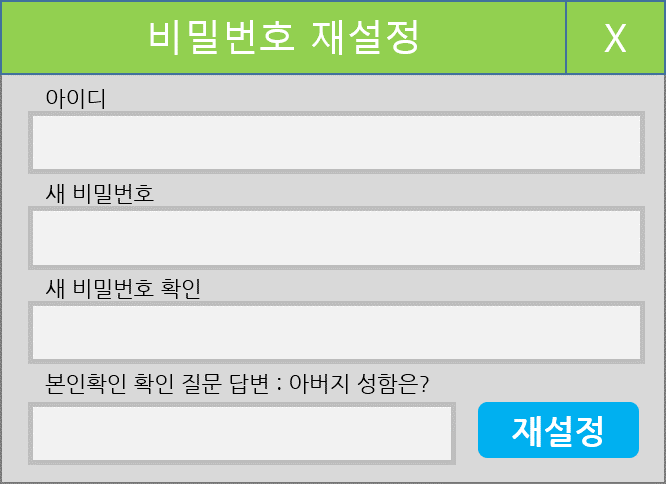 비밀번호 재설정
X
아이디
새 비밀번호
새 비밀번호 확인
본인확인 확인 질문 답변 : 아버지 성함은?
재설정